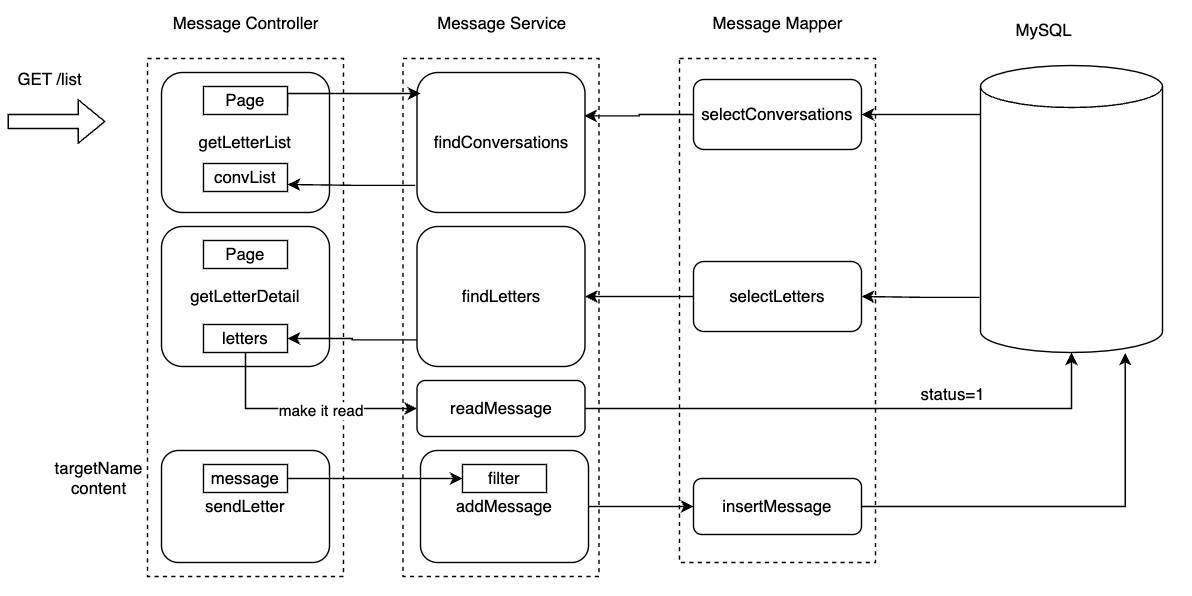 Message Controller
Message Service
Message Mapper
MySQL
GET /list
Page
getLetterList
convList
findConversations
selectConversations
Page
getLetterDetail
letters
findLetters
selectLetters
make it read
readMessage
status=1
targetName
content
message
sendLetter
filter
addMessage
insertMessage